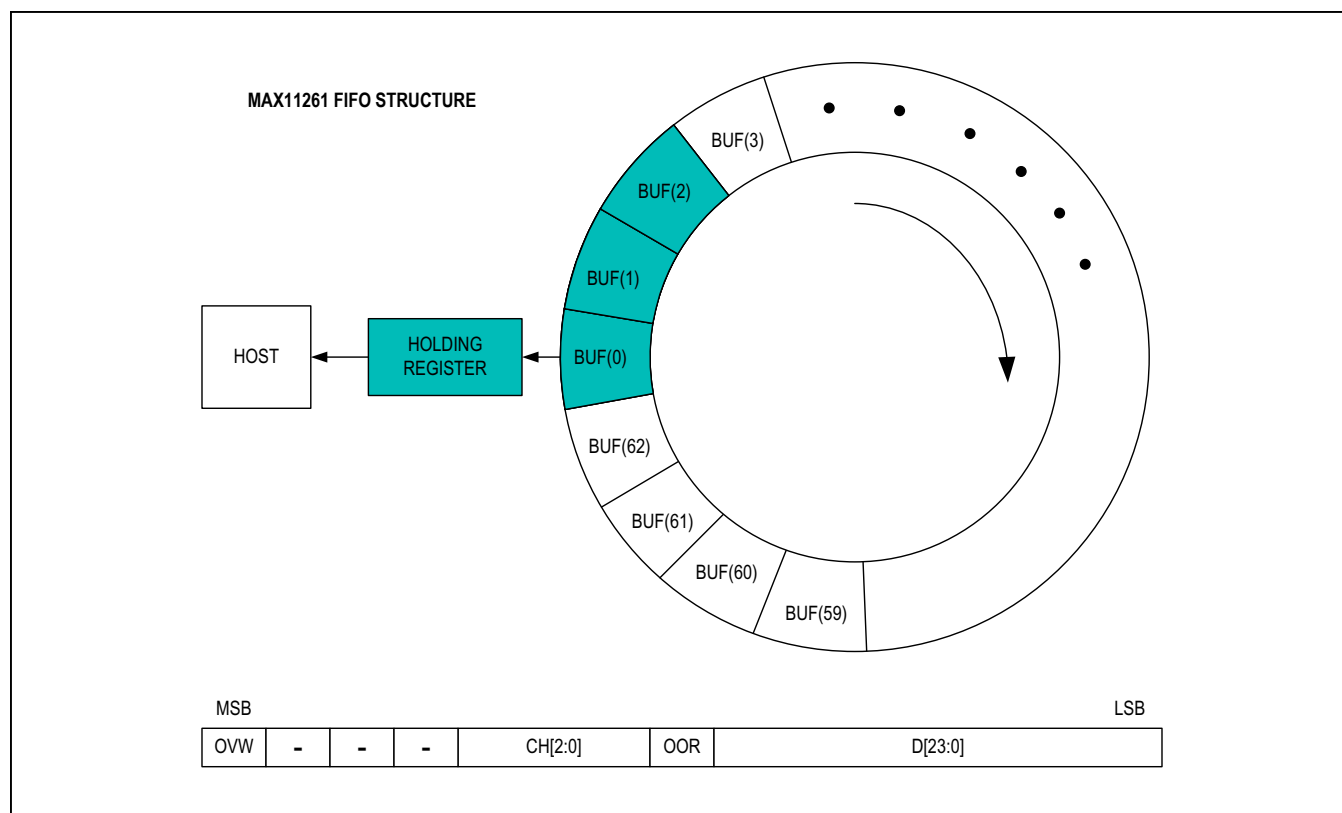 MAX11261 FIFO STRUCTURE
BUF(3)
BUF(2)
BUF(1)
BUF(0)
HOST
HOLDING
REGISTER
BUF(62)
BUF(61)
BUF(60)
BUF(59)
MSB LSB
OVW - - - CH[2:0] OOR D[23:0]